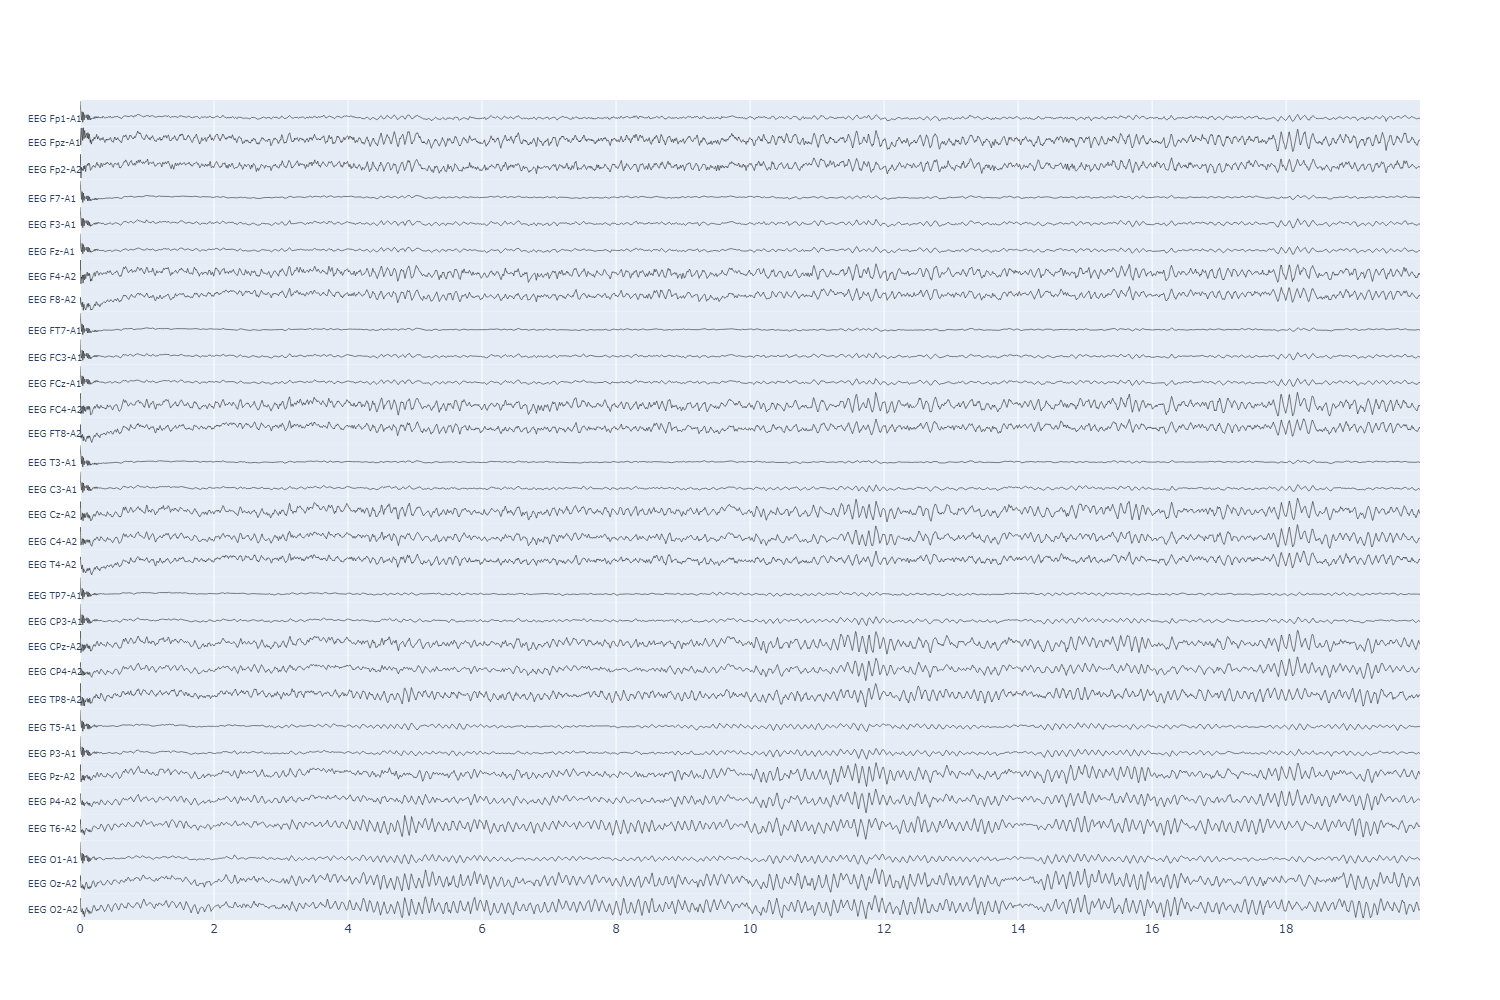 EEG Fp1-A1
EEG Fpz-A1
EEG Fp2-A2
EEG F7-A1
EEG F3-A1
EEG Fz-A1
EEG F4-A2
EEG F8-A2
EEG FT7-A1
EEG FC3-A1
EEG FCz-A1
EEG FC4-A2
EEG FT8-A2
EEG T3-A1
EEG C3-A1
EEG Cz-A2
EEG C4-A2
EEG T4-A2
EEG TP7-A1
EEG CP3-A1
EEG CPz-A2
EEG CP4-A2
EEG TP8-A2
EEG T5-A1
EEG P3-A1
EEG Pz-A2
EEG P4-A2
EEG T6-A2
EEG O1-A1
EEG Oz-A2
EEG O2-A2
0 2 4 6 8 10 12 14 16 18